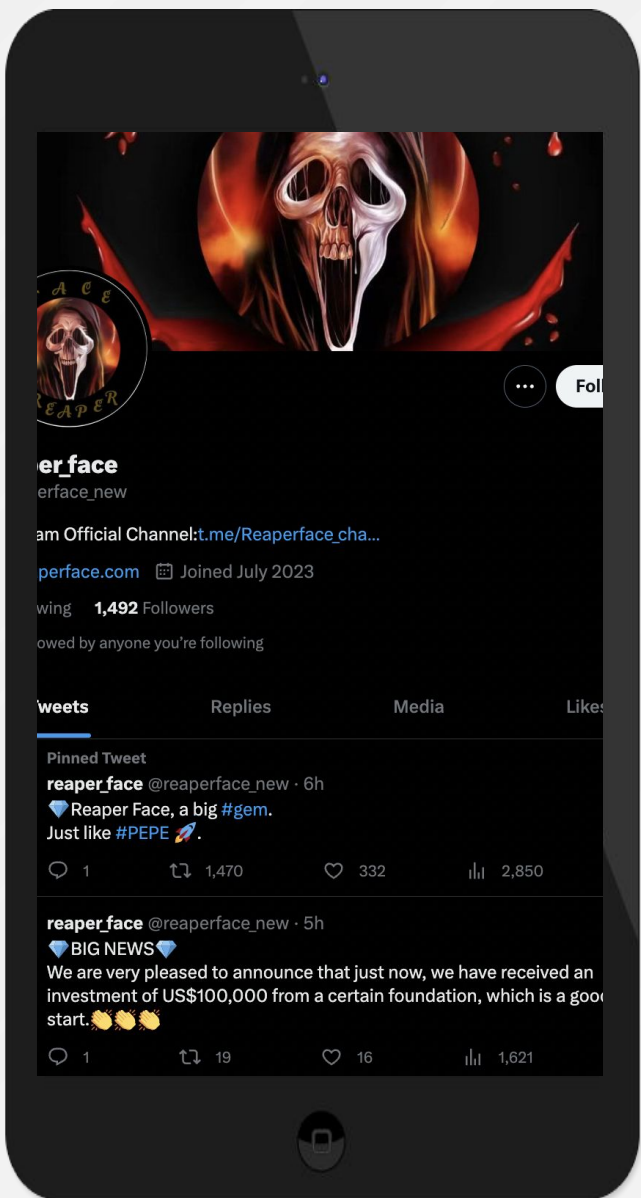 ACE
REAPER
Foll
er_face
erface_new
am Official Channel:t.me/Reaperface_cha...
perface.com Joined July 2023
wing 1,492 Followers
owed by anyone you're following
Tweets Replies Media Likes
Pinned Tweet
reaper_face @reaperface_new · 6h
💎Reaper Face, a big #gem.
Just like #PEPE 🚀.
1 1,470 332 2,850
reaper_face @reaperface_new · 5h
💎BIG NEWS💎
We are very pleased to announce that just now, we have received an
investment of US$100,000 from a certain foundation, which is a good
start.👏👏👏
1 19 16 1,621